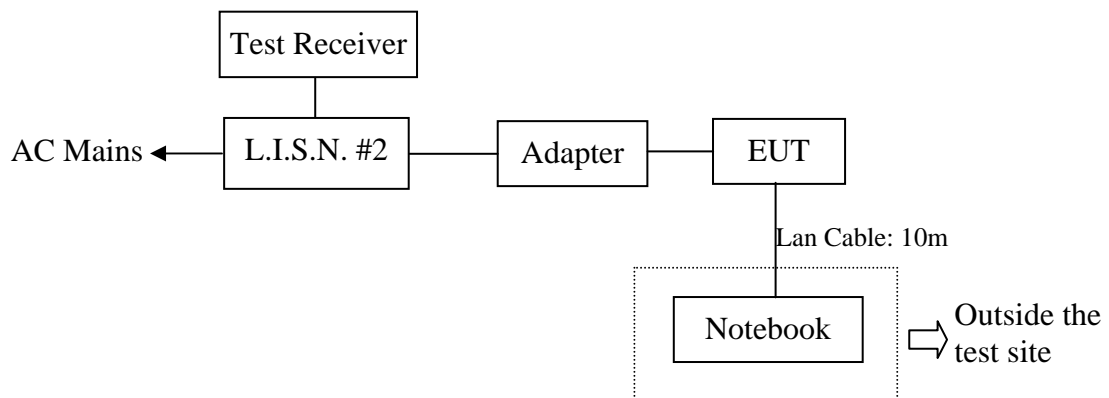 Test Receiver
AC Mains
L.I.S.N. #2
Adapter
EUT
Lan Cable: 10m
Notebook
Outside the
test site